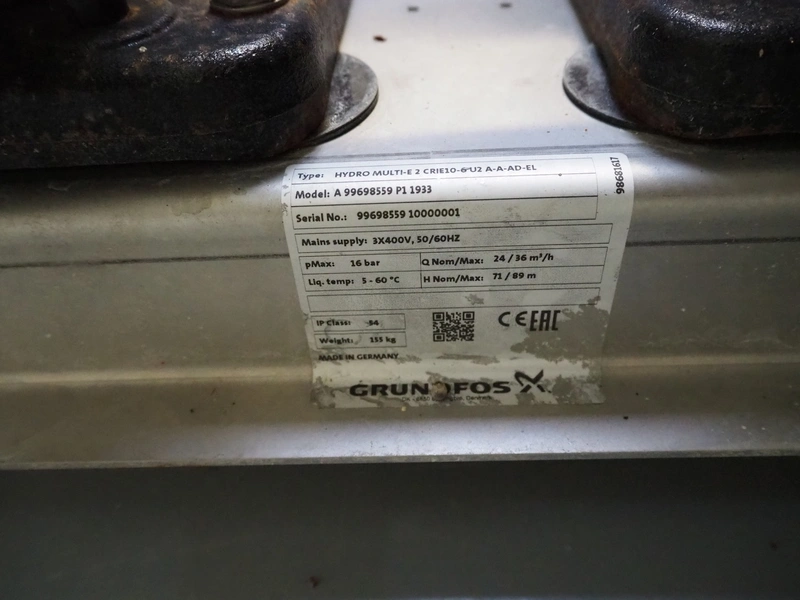 Type: HYDRO MULTI-E 2 CRIE10-6 U2 A-A-AD-EL
Model: A 99698559 P1 1933
Serial No.: 99698559 10000001
Mains supply: 3X400V, 50/60HZ
pMax: 16 bar Q Nom/Max: 24 / 36 m³/h
Liq. temp: 5 - 60 °C H Nom/Max: 71 / 89 m
IP Class: 54
Weight: 155 kg
CE EAC
MADE IN GERMANY
GRUNDFOS
98681617